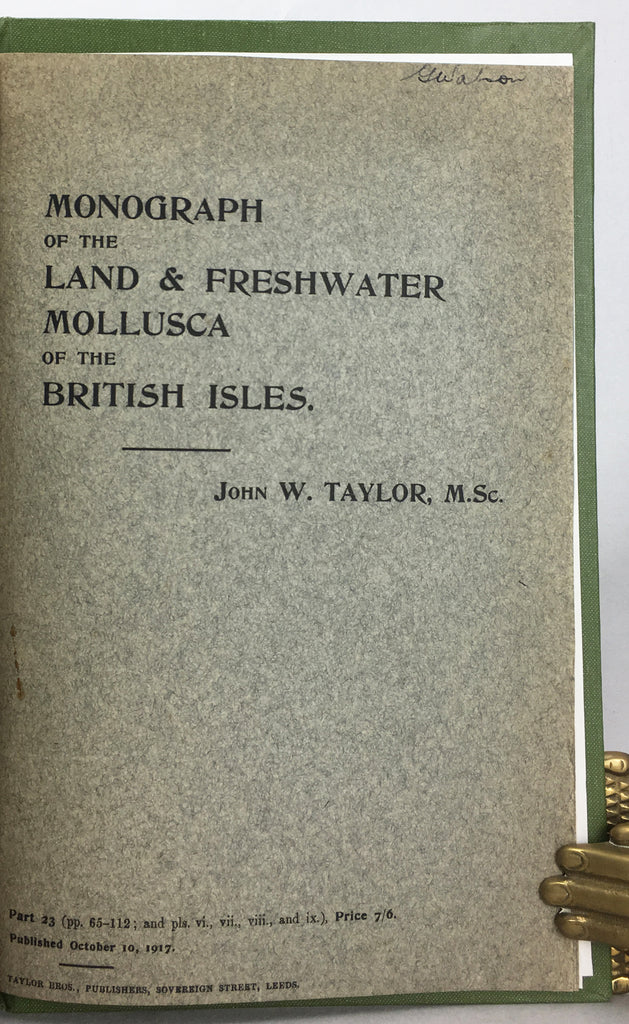 GWatson
MONOGRAPH
OF THE
LAND & FRESHWATER
MOLLUSCA
OF THE
BRITISH ISLES.
JOHN W. TAYLOR, M.Sc.
Part 23 (pp. 65-112; and pls. vi., vii., viii., and ix.), Price 7/6.
Published October 10, 1917.
TAYLOR BROS., PUBLISHERS, SOVEREIGN STREET, LEEDS.